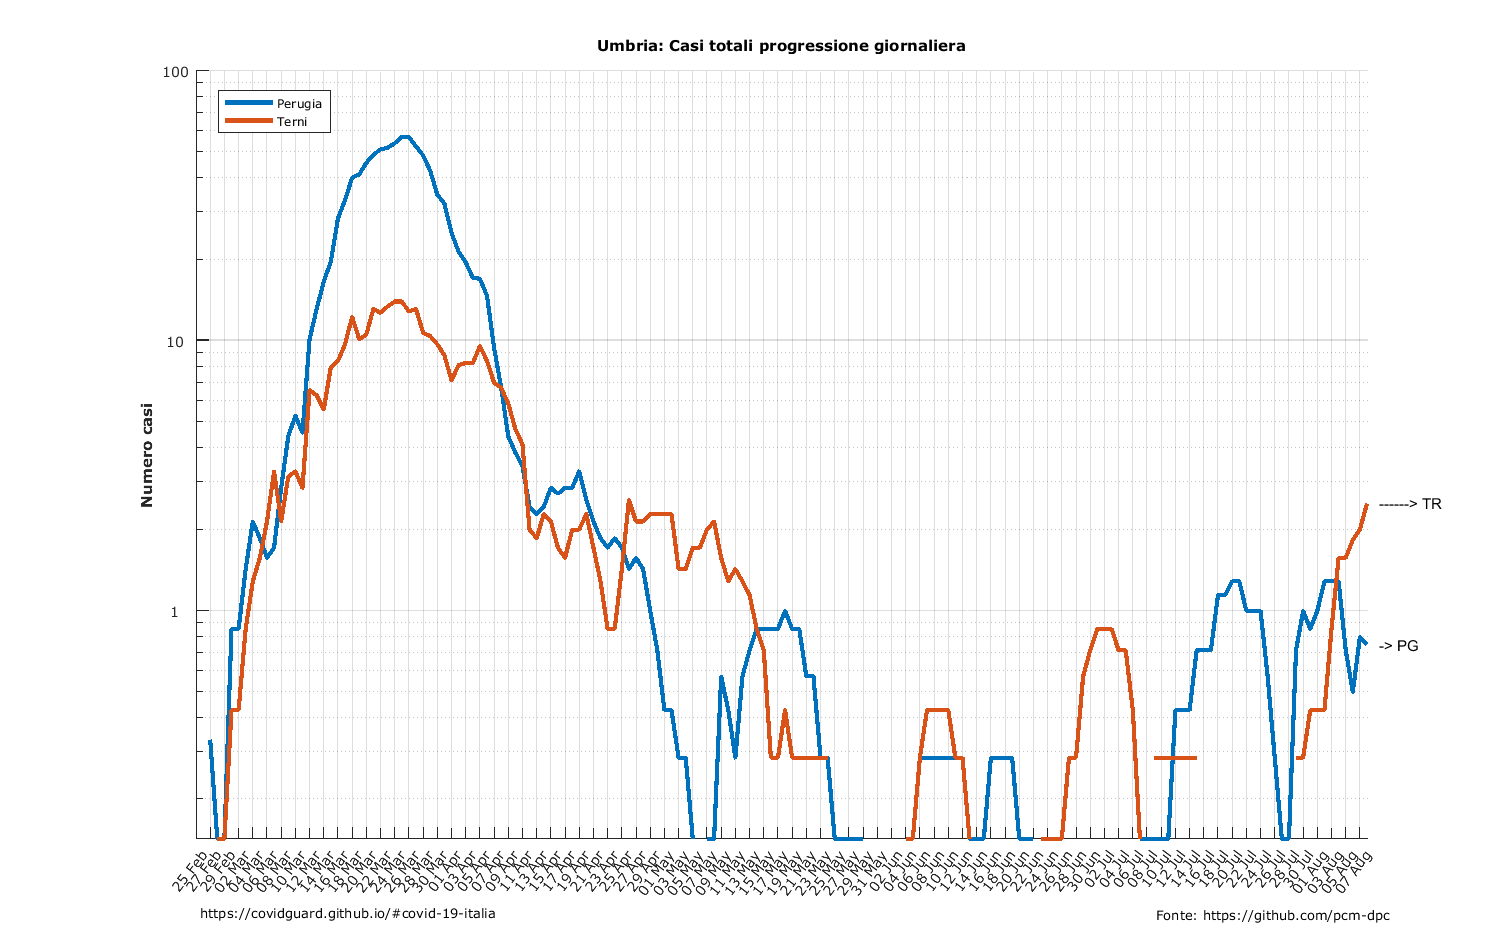 Umbria: Casi totali progressione giornaliera
100
Perugia
Terni
10
Numero casi
------> TR
1
-> PG
25 Feb
27 Feb
29 Feb
02 Mar
04 Mar
06 Mar
08 Mar
10 Mar
12 Mar
14 Mar
16 Mar
18 Mar
20 Mar
22 Mar
24 Mar
26 Mar
28 Mar
30 Mar
01 Apr
03 Apr
05 Apr
07 Apr
09 Apr
11 Apr
13 Apr
15 Apr
17 Apr
19 Apr
21 Apr
23 Apr
25 Apr
27 Apr
29 Apr
01 May
03 May
05 May
07 May
09 May
11 May
13 May
15 May
17 May
19 May
21 May
23 May
25 May
27 May
29 May
31 May
02 Jun
04 Jun
06 Jun
08 Jun
10 Jun
12 Jun
14 Jun
16 Jun
18 Jun
20 Jun
22 Jun
24 Jun
26 Jun
28 Jun
30 Jun
02 Jul
04 Jul
06 Jul
08 Jul
10 Jul
12 Jul
14 Jul
16 Jul
18 Jul
20 Jul
22 Jul
24 Jul
26 Jul
28 Jul
30 Jul
01 Aug
03 Aug
05 Aug
07 Aug
https://covidguard.github.io/#covid-19-italia
Fonte: https://github.com/pcm-dpc